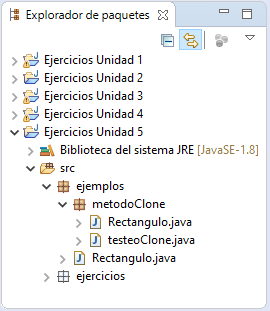 Explorador de paquetes
Ejercicios Unidad 1
Ejercicios Unidad 2
Ejercicios Unidad 3
Ejercicios Unidad 4
Ejercicios Unidad 5
Biblioteca del sistema JRE [JavaSE-1.8]
src
ejemplos
metodoClone
Rectangulo.java
testeoClone.java
Rectangulo.java
ejercicios